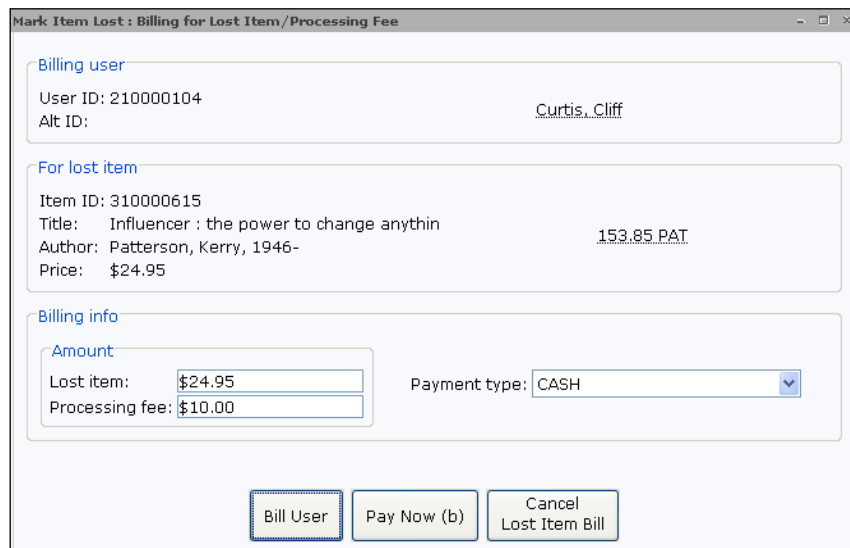 Mark Item Lost : Billing for Lost Item/Processing Fee
Billing user
User ID: 210000104
Alt ID:
Curtis, Cliff
For lost item
Item ID: 310000615
Title: Influencer : the power to change anythin
Author: Patterson, Kerry, 1946-
Price: $24.95
153.85 PAT
Billing info
Amount
Lost item: $24.95
Processing fee: $10.00
Payment type: CASH
Bill User
Pay Now (b)
Cancel
Lost Item Bill